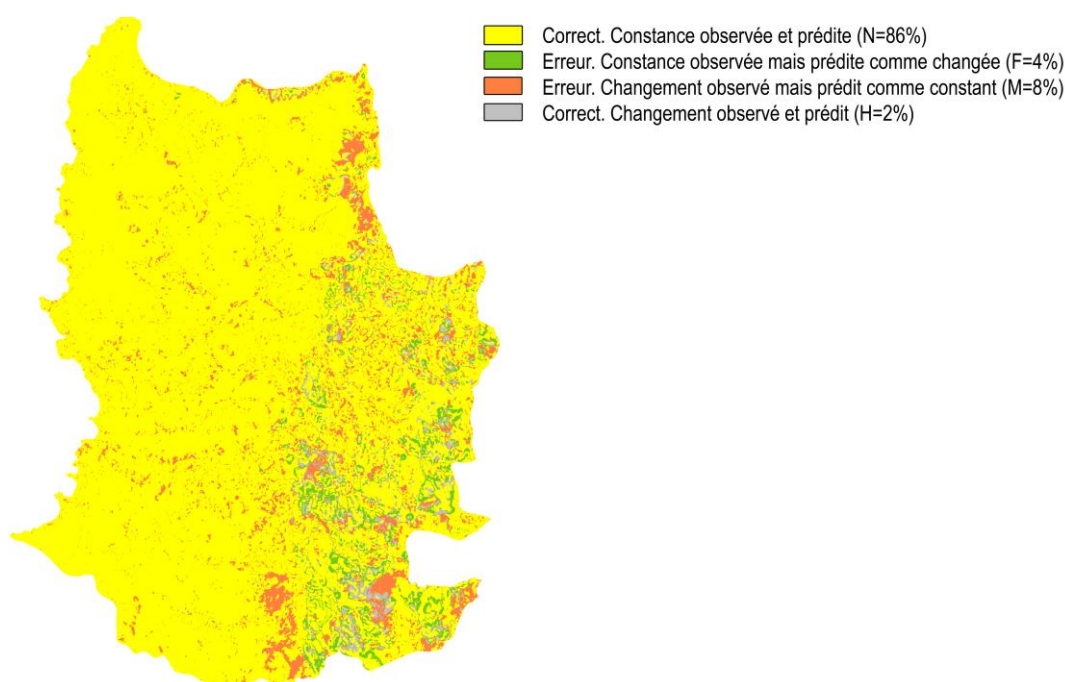 Correct. Constance observée et prédite (N=86%)
Erreur. Constance observée mais prédite comme changée (F=4%)
Erreur. Changement observé mais prédit comme constant (M=8%)
Correct. Changement observé et prédit (H=2%)